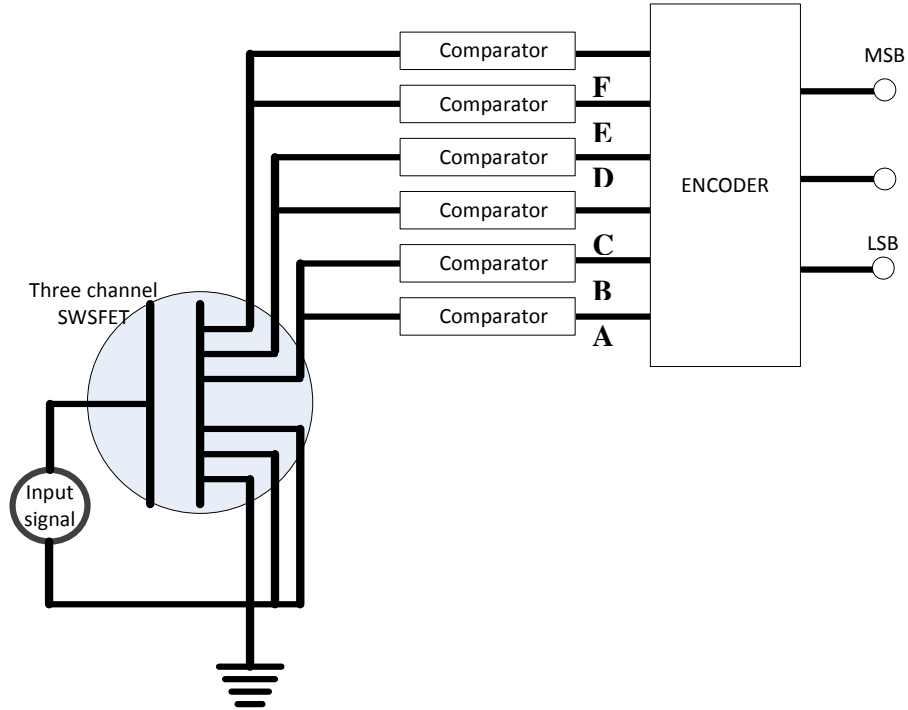 Comparator
MSB
F
Comparator
E
Comparator
D
ENCODER
Comparator
C
LSB
Comparator
B
Three channel
SWSFET
Comparator
A
Input
signal